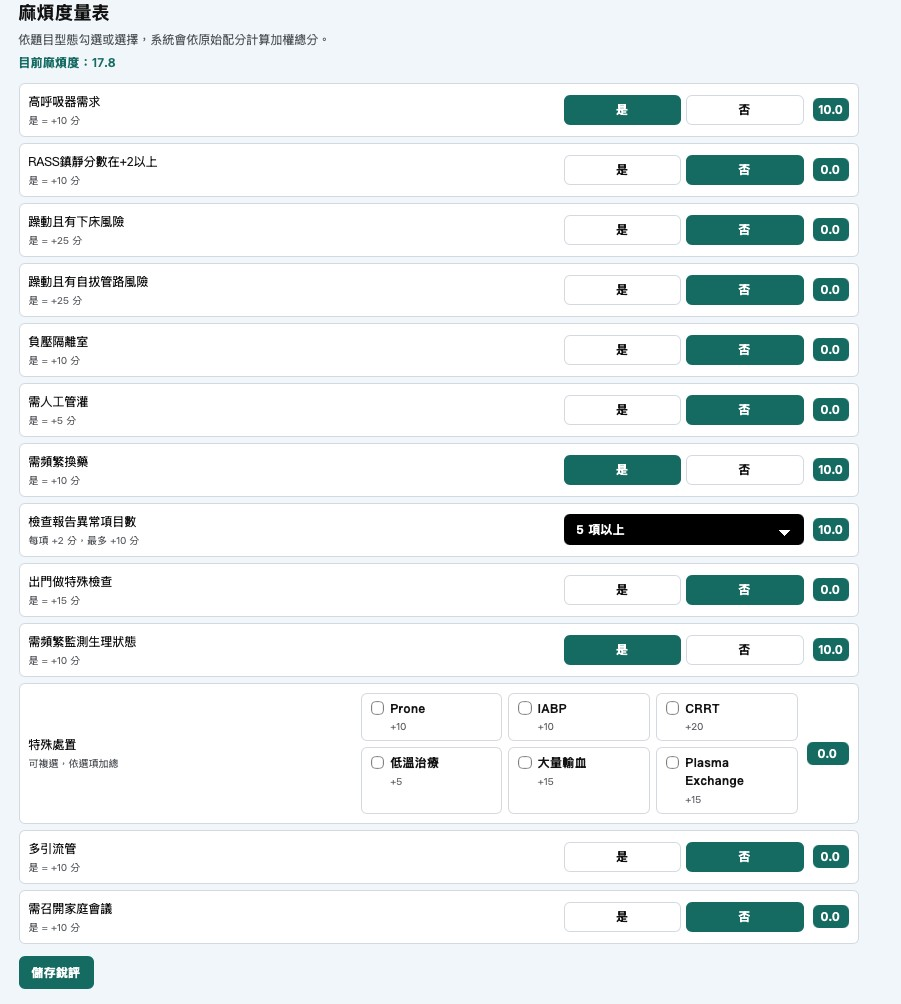 麻煩度量表
依題目型態勾選或選擇，系統會依原始配分計算加權總分。
目前麻煩度：17.8
高呼吸器需求
是 = +10 分
是
否
10.0
RASS鎮靜分數在+2以上
是 = +10 分
是
否
0.0
躁動且有下床風險
是 = +25 分
是
否
0.0
躁動且有自拔管路風險
是 = +25 分
是
否
0.0
負壓隔離室
是 = +10 分
是
否
0.0
需人工管灌
是 = +5 分
是
否
0.0
需頻繁換藥
是 = +10 分
是
否
10.0
檢查報告異常項目數
每項 +2 分，最多 +10 分
5 項以上
10.0
出門做特殊檢查
是 = +15 分
是
否
0.0
需頻繁監測生理狀態
是 = +10 分
是
否
10.0
特殊處置
可複選，依選項加總
Prone
+10
IABP
+10
CRRT
+20
低溫治療
+5
大量輸血
+15
Plasma
Exchange
+15
0.0
多引流管
是 = +10 分
是
否
0.0
需召開家庭會議
是 = +10 分
是
否
0.0
儲存銳評